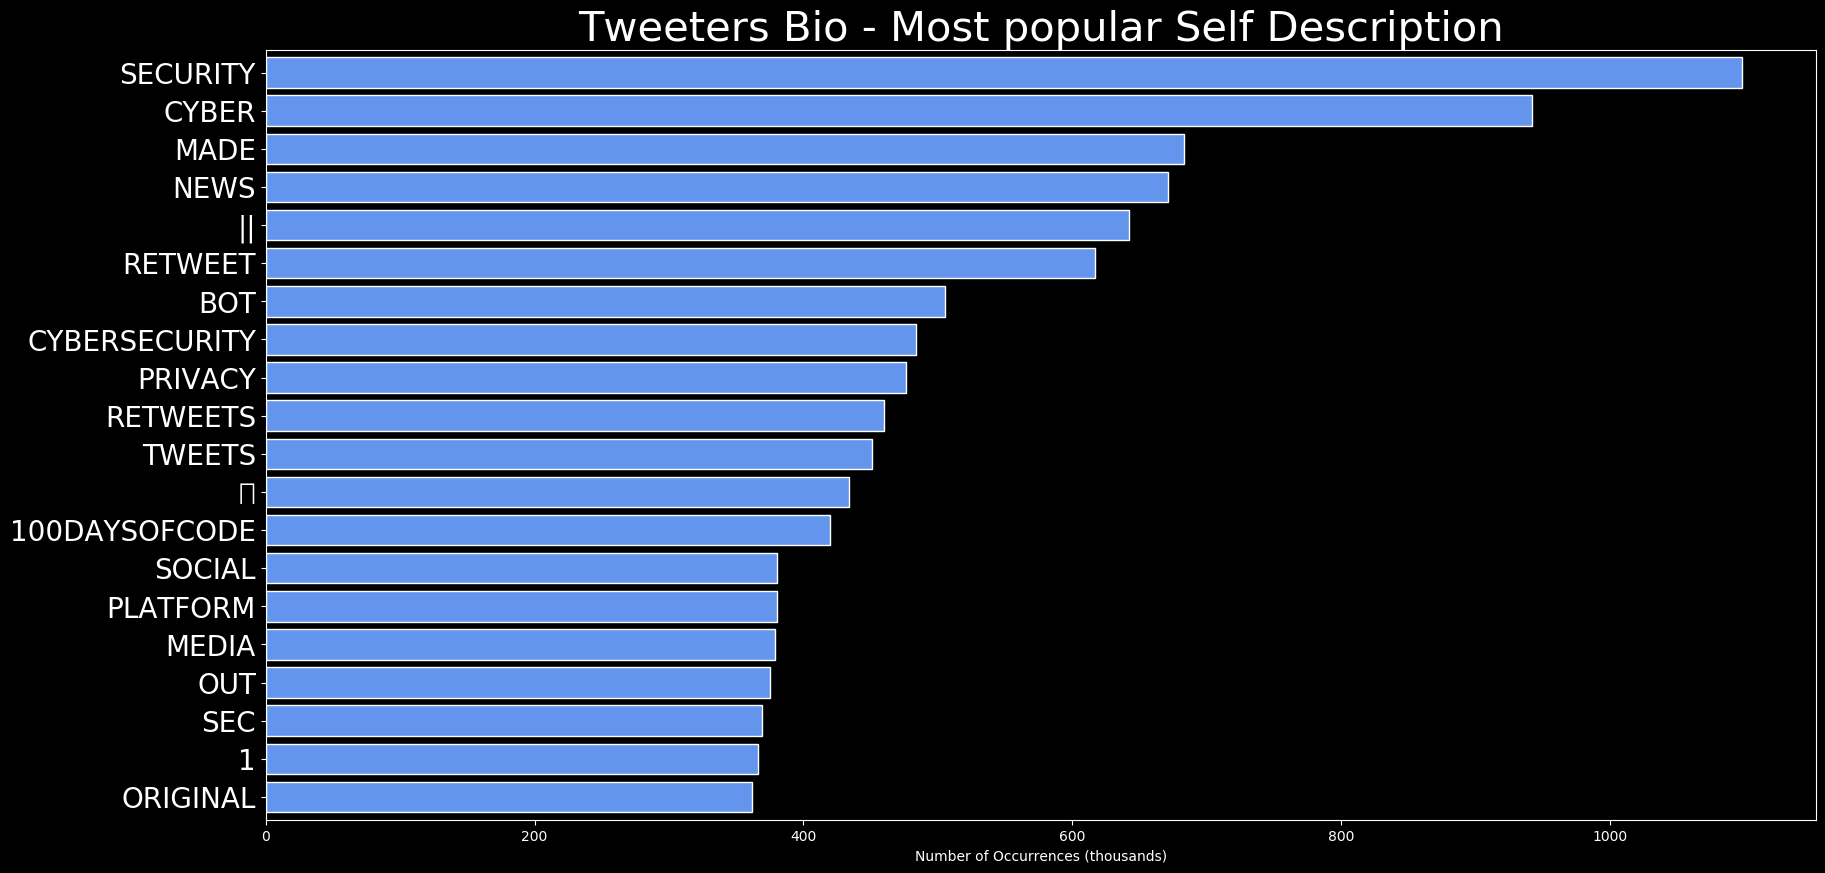 Tweeters Bio - Most popular Self Description
SECURITY
CYBER
MADE
NEWS
||
RETWEET
BOT
CYBERSECURITY
PRIVACY
RETWEETS
TWEETS
100DAYSOFCODE
SOCIAL
PLATFORM
MEDIA
OUT
SEC
1
ORIGINAL
0 200 400 600 800 1000
Number of Occurrences (thousands)